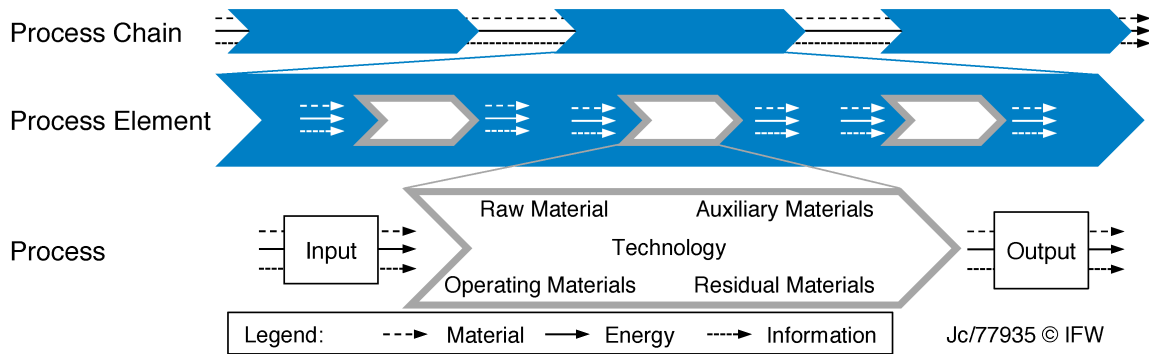 Process Chain
Process Element
Raw Material Auxiliary Materials
Process Input Technology Output
Operating Materials Residual Materials
Legend: Material Energy Information Jc/77935 © IFW